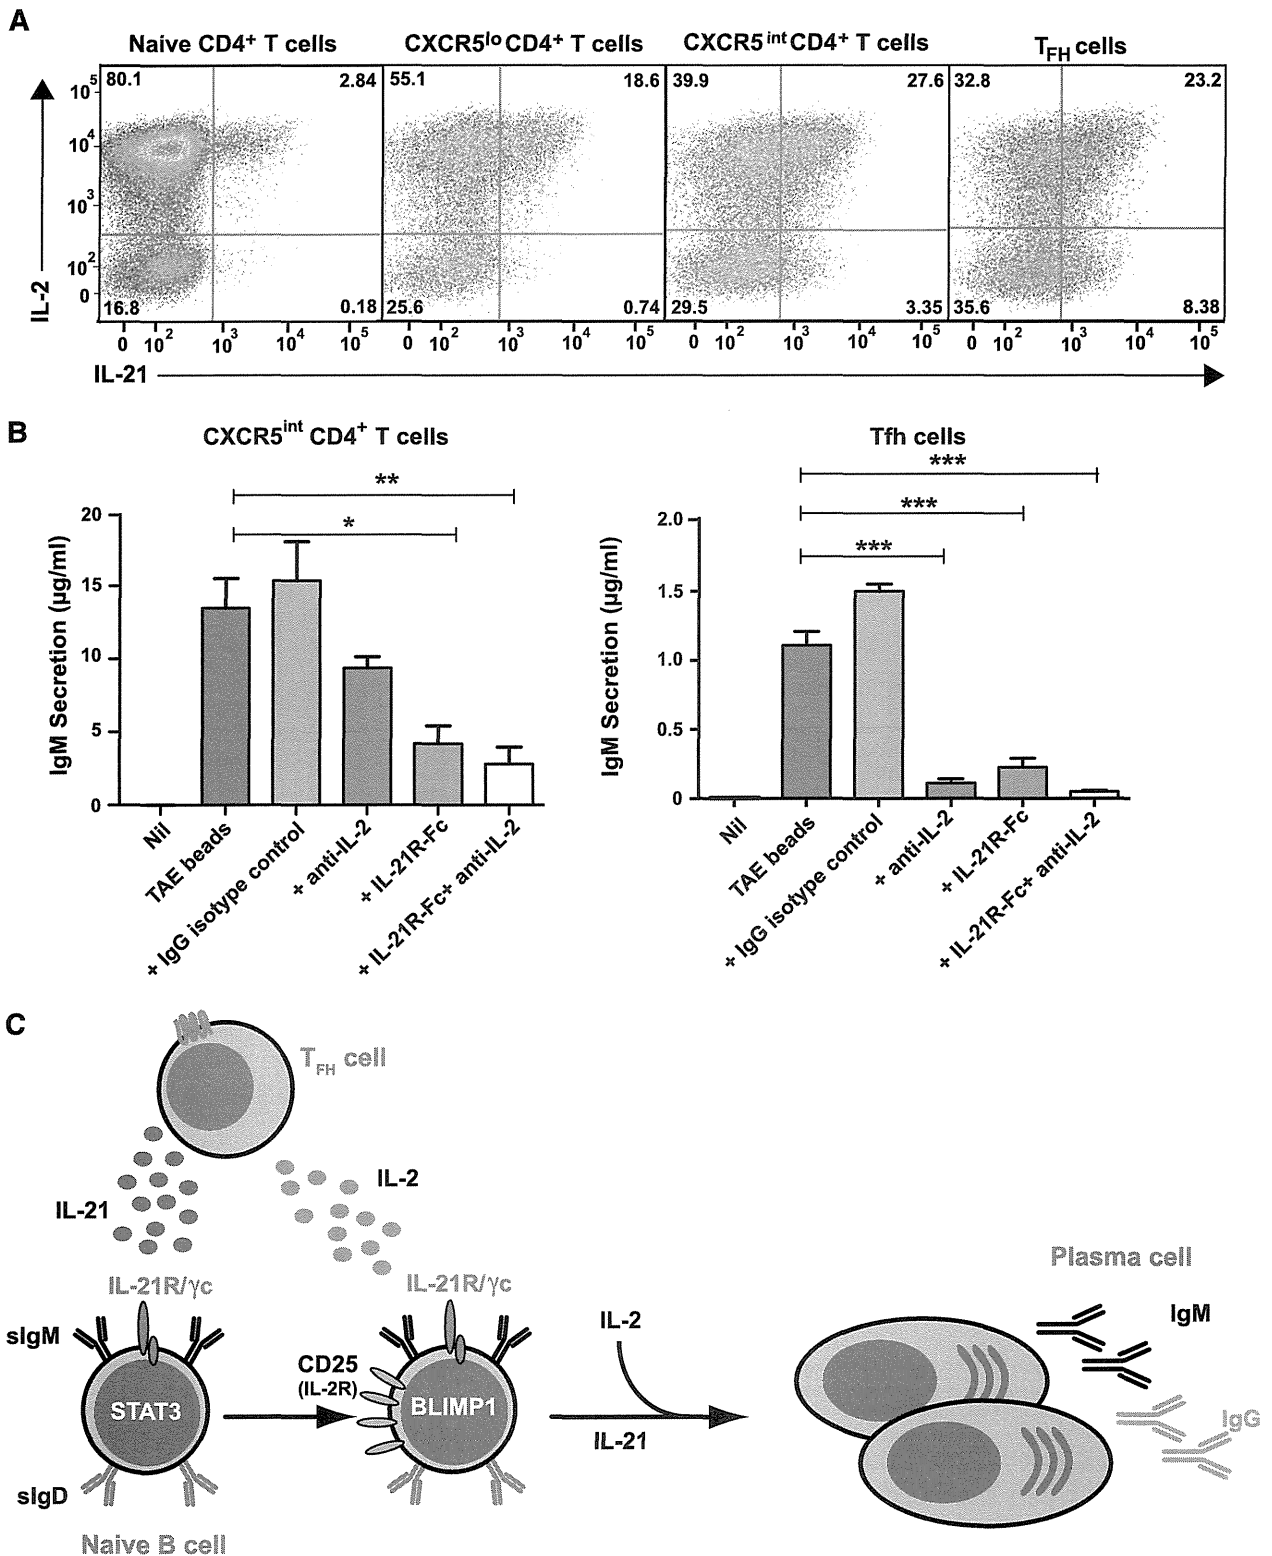 A
Naive CD4+ T cells
CXCR5lo CD4+ T cells
CXCR5int CD4+ T cells
TFH cells
80.1 2.84 55.1 18.6 39.9 27.6 32.8 23.2
10^5
10^4
10^3
10^2
0
IL-2
16.8 0.18 25.6 0.74 29.5 3.35 35.6 8.38
0 10^2 10^3 10^4 10^5 0 10^2 10^3 10^4 10^5 0 10^2 10^3 10^4 10^5 0 10^2 10^3 10^4 10^5
IL-21
B
CXCR5int CD4+ T cells
**
*
20
15
10
5
0
IgM Secretion (µg/ml)
Nil
TAE beads
+ IgG isotype control
+ anti-IL-2
+ IL-21R-Fc
+ IL-21R-Fc+ anti-IL-2
Tfh cells
***
***
***
2.0
1.5
1.0
0.5
0
IgM Secretion (µg/ml)
Nil
TAE beads
+ IgG isotype control
+ anti-IL-2
+ IL-21R-Fc
+ IL-21R-Fc+ anti-IL-2
C
TFH cell
IL-21
IL-2
IL-21R/γc
IL-21R/γc
sIgM
STAT3
sIgD
Naive B cell
CD25
(IL-2R)
BLIMP1
IL-2
IL-21
Plasma cell
IgM
IgG